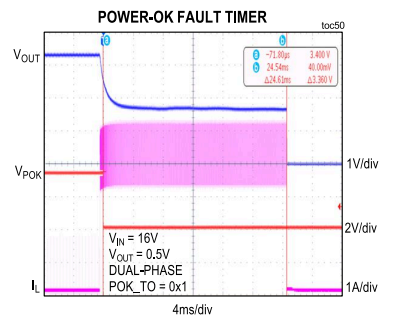 POWER-OK FAULT TIMER
toc50
a b
VOUT
a -71.80µs 3.400 V
b 24.54ms 40.00mV
Δ24.61ms Δ3.360 V
1V/div
VPOK
2V/div
VIN = 16V
VOUT = 0.5V
DUAL-PHASE
POK_TO = 0x1
IL
1A/div
4ms/div